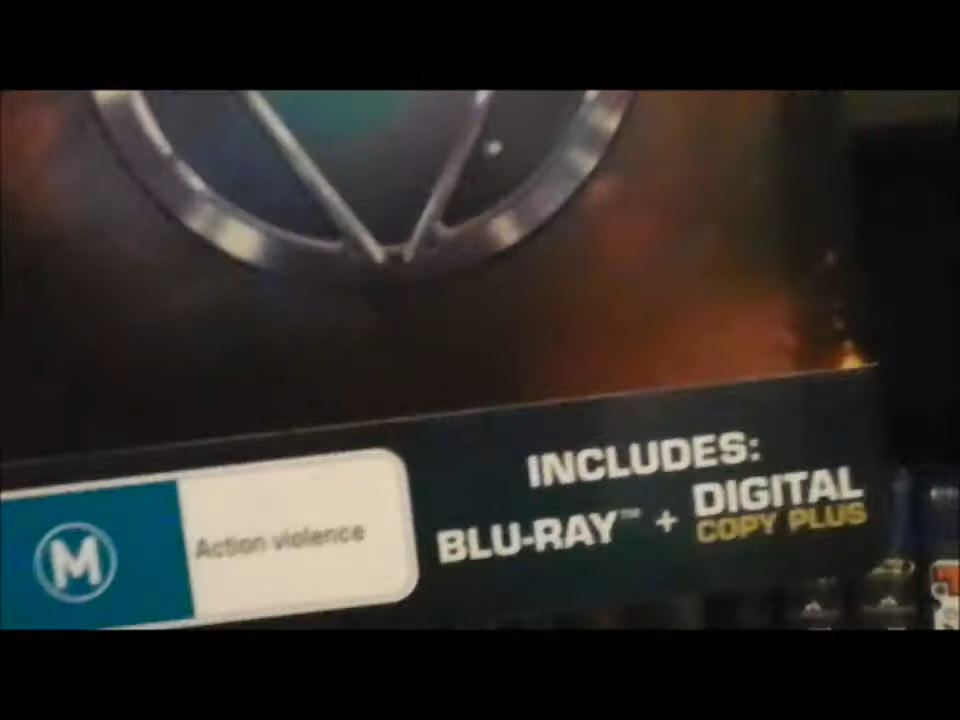 INCLUDES:
BLU-RAY™ + DIGITAL
COPY PLUS
M
Action violence